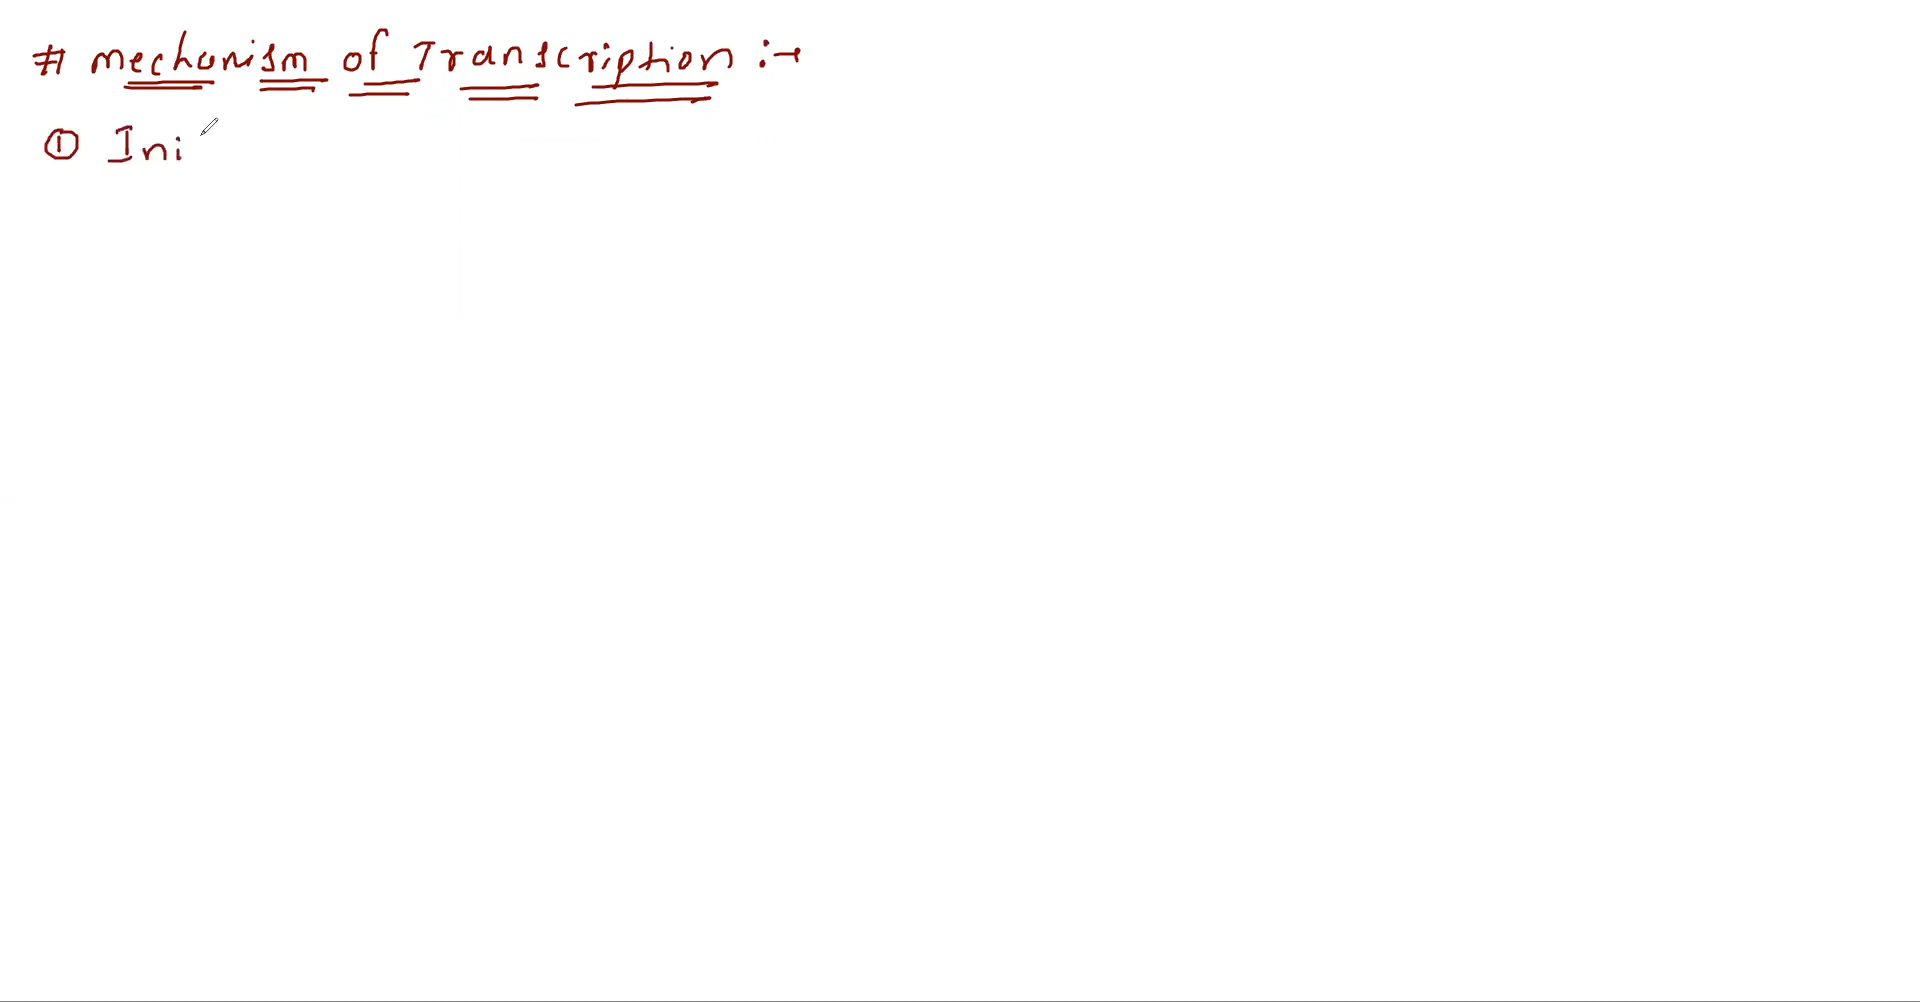 # mechanism of Transcription :-
① Ini